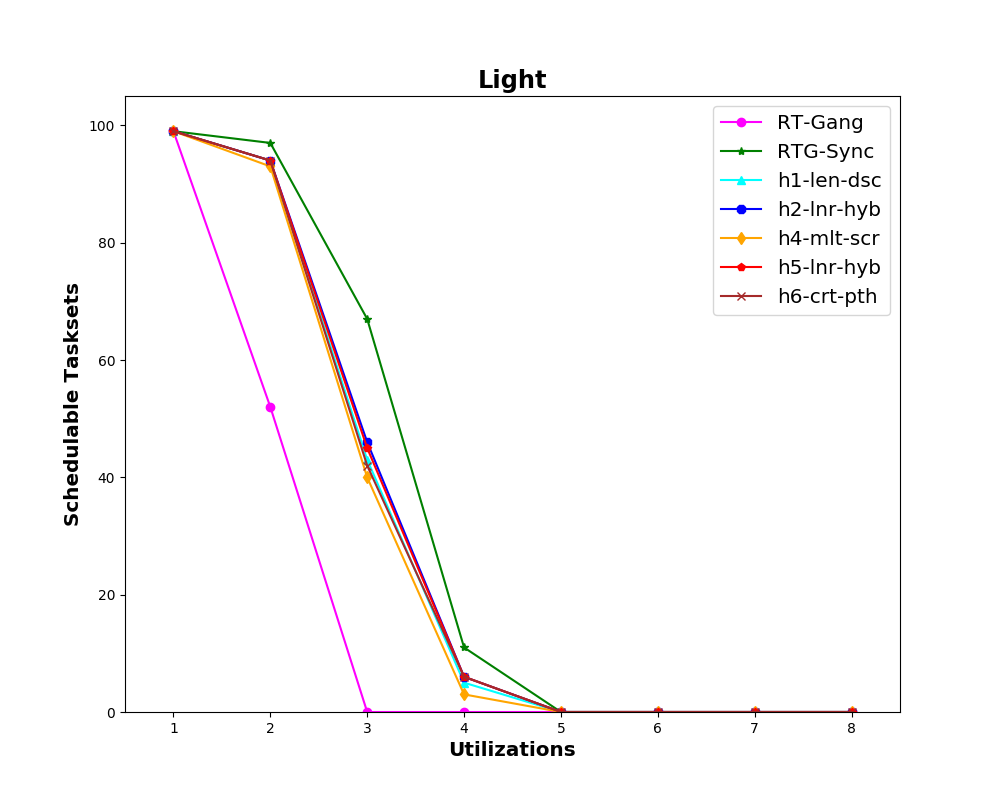 Light
100
80
60
40
20
0
Schedulable Tasksets
RT-Gang
RTG-Sync
h1-len-dsc
h2-lnr-hyb
h4-mlt-scr
h5-lnr-hyb
h6-crt-pth
1 2 3 4 5 6 7 8
Utilizations